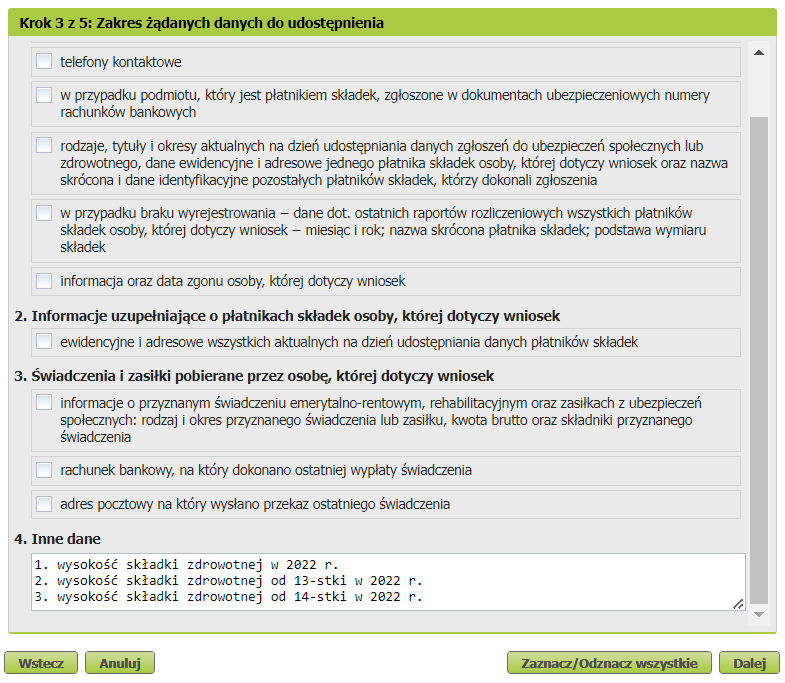 Krok 3 z 5: Zakres żądanych danych do udostępnienia
telefony kontaktowe
w przypadku podmiotu, który jest płatnikiem składek, zgłoszone w dokumentach ubezpieczeniowych numery
rachunków bankowych
rodzaje, tytuły i okresy aktualnych na dzień udostępniania danych zgłoszeń do ubezpieczeń społecznych lub
zdrowotnego, dane ewidencyjne i adresowe jednego płatnika składek osoby, której dotyczy wniosek oraz nazwa
skrócona i dane identyfikacyjne pozostałych płatników składek, którzy dokonali zgłoszenia
w przypadku braku wyrejestrowania – dane dot. ostatnich raportów rozliczeniowych wszystkich płatników
składek osoby, której dotyczy wniosek – miesiąc i rok; nazwa skrócona płatnika składek; podstawa wymiaru
składek
informacja oraz data zgonu osoby, której dotyczy wniosek
2. Informacje uzupełniające o płatnikach składek osoby, której dotyczy wniosek
ewidencyjne i adresowe wszystkich aktualnych na dzień udostępniania danych płatników składek
3. Świadczenia i zasiłki pobierane przez osobę, której dotyczy wniosek
informacje o przyznanym świadczeniu emerytalno-rentowym, rehabilitacyjnym oraz zasiłkach z ubezpieczeń
społecznych: rodzaj i okres przyznanego świadczenia lub zasiłku, kwota brutto oraz składniki przyznanego
świadczenia
rachunek bankowy, na który dokonano ostatniej wypłaty świadczenia
adres pocztowy na który wysłano przekaz ostatniego świadczenia
4. Inne dane
1. wysokość składki zdrowotnej w 2022 r.
2. wysokość składki zdrowotnej od 13-stki w 2022 r.
3. wysokość składki zdrowotnej od 14-stki w 2022 r.
Wstecz Anuluj Zaznacz/Odznacz wszystkie Dalej